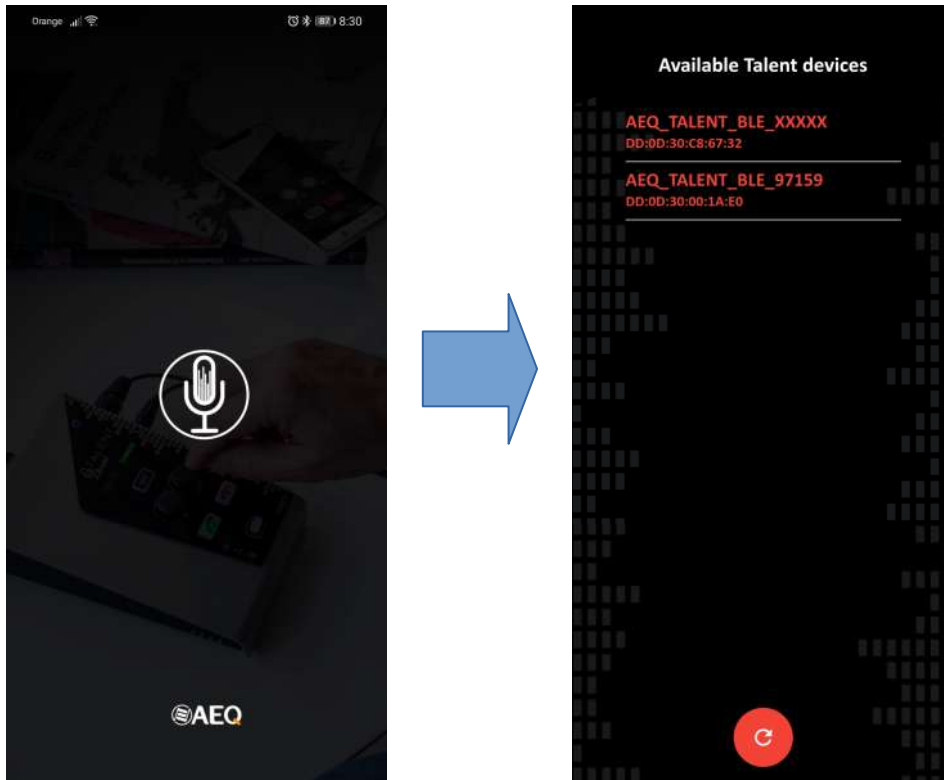 Orange
87 8:30
AEQ
Available Talent devices
AEQ_TALENT_BLE_XXXXX
DD:0D:30:C8:67:32
AEQ_TALENT_BLE_97159
DD:0D:30:00:1A:E0